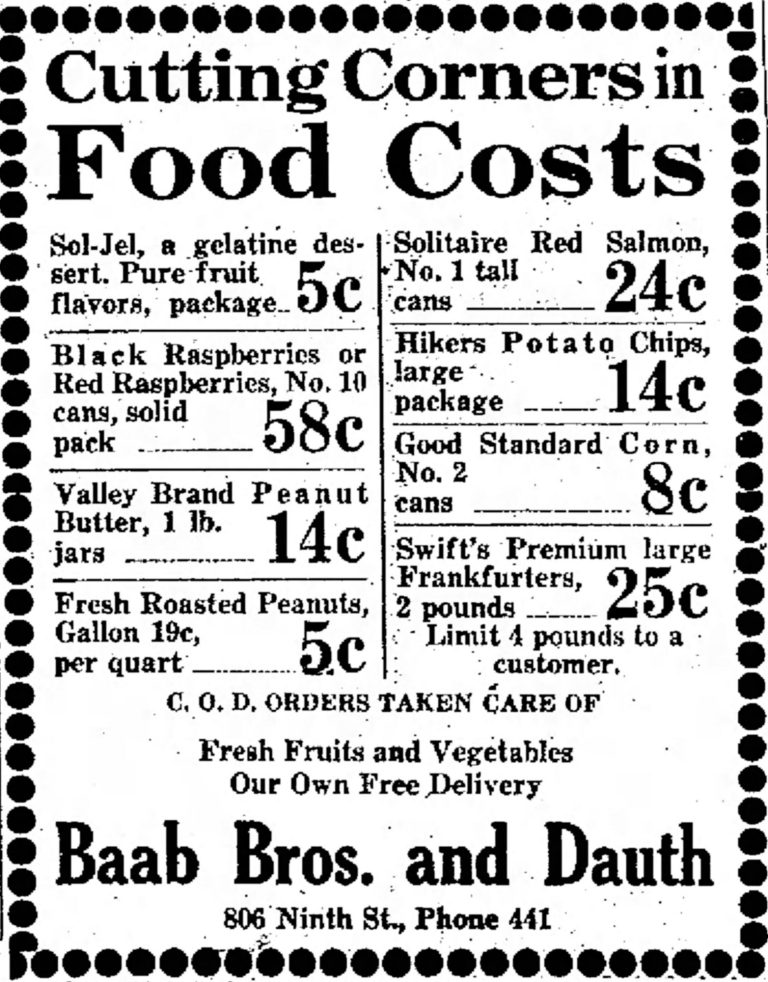 Cutting Corners in
Food Costs
Sol-Jel, a gelatine des-
sert. Pure fruit
flavors, package 5c
Black Raspberries or
Red Raspberries, No. 10
cans, solid
pack 58c
Valley Brand Peanut
Butter, 1 lb.
jars 14c
Fresh Roasted Peanuts,
Gallon 19c,
per quart 5c
Solitaire Red Salmon,
No. 1 tall
cans 24c
Hikers Potato Chips,
large
package 14c
Good Standard Corn,
No. 2
cans 8c
Swift's Premium large
Frankfurters,
2 pounds 25c
Limit 4 pounds to a
customer.
C. O. D. ORDERS TAKEN CARE OF
Fresh Fruits and Vegetables
Our Own Free Delivery
Baab Bros. and Dauth
806 Ninth St., Phone 441